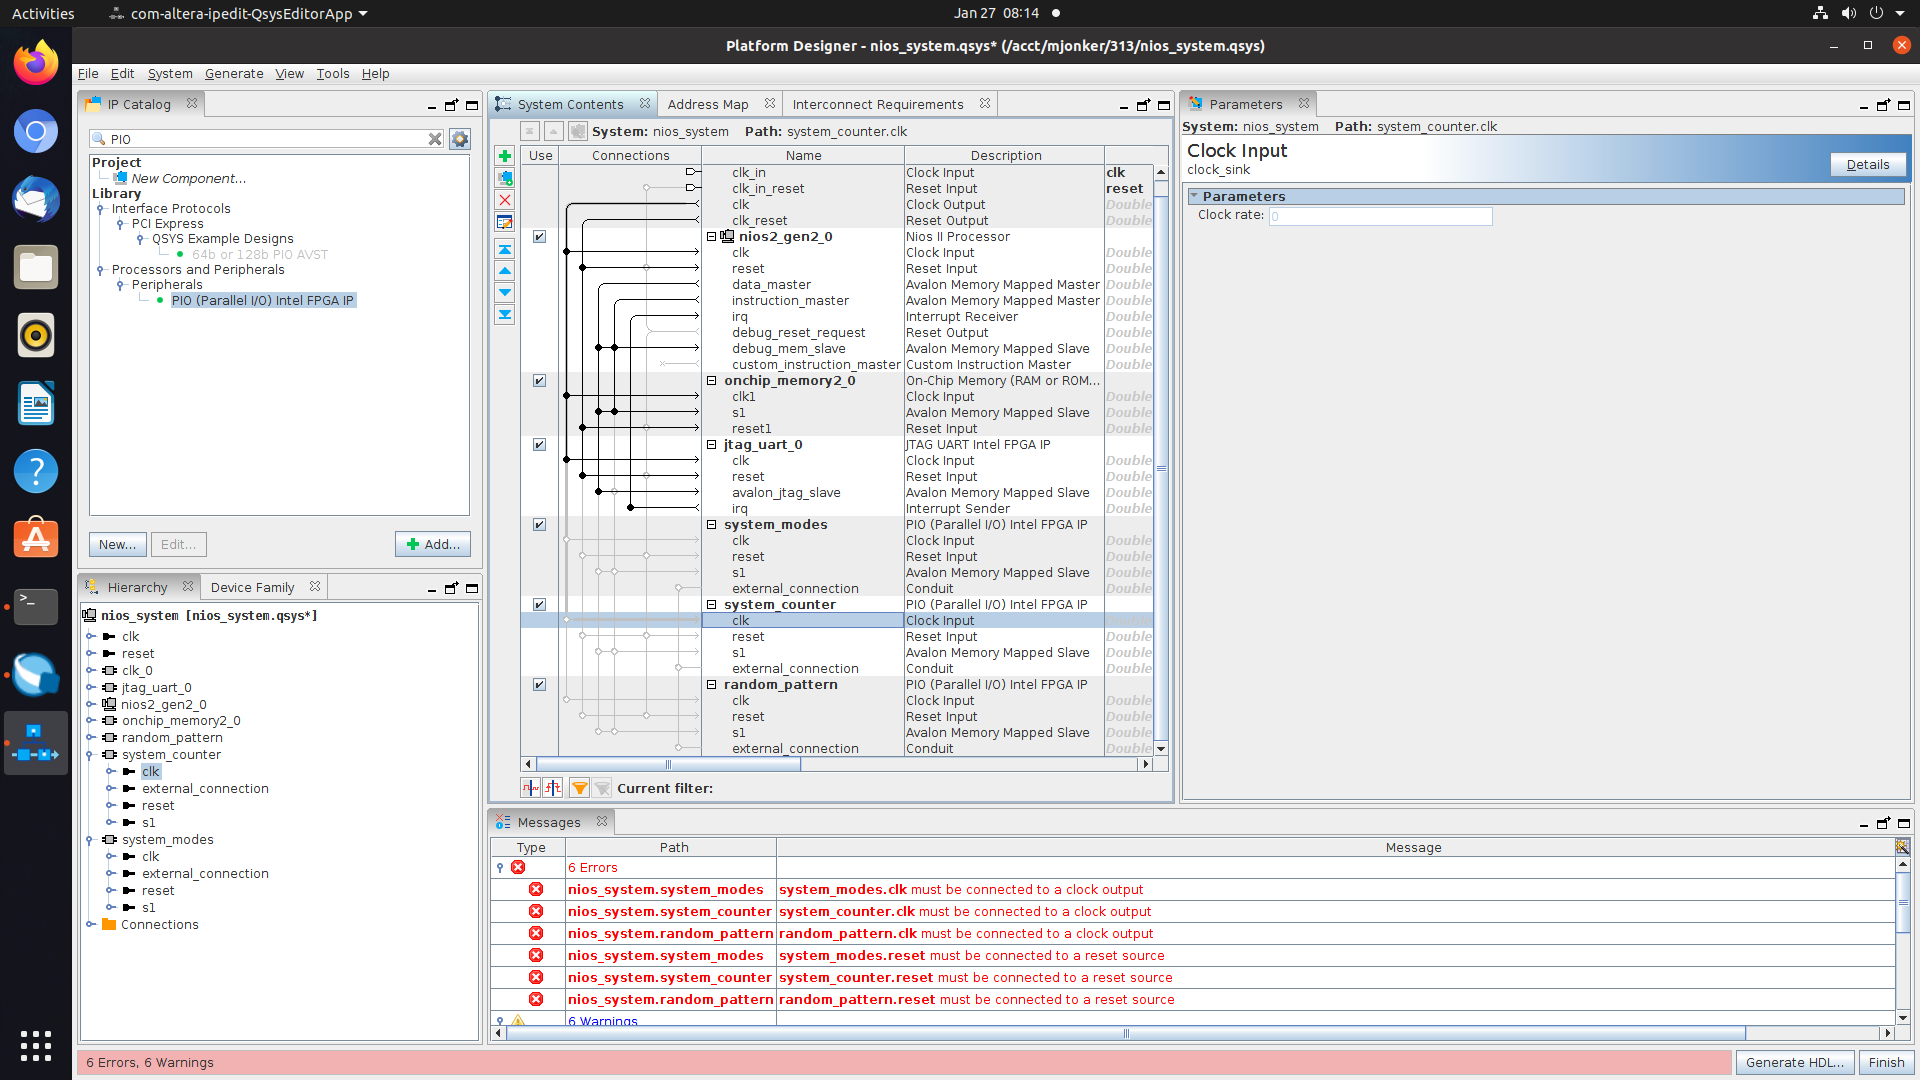 Activities
com-altera-ipedit-QsysEditorApp
Jan 27 08:14
Platform Designer - nios_system.qsys* (/acct/mjonker/313/nios_system.qsys)
File Edit System Generate View Tools Help
IP Catalog
PIO
Project
New Component...
Library
Interface Protocols
PCI Express
QSYS Example Designs
64b or 128b PIO AVST
Processors and Peripherals
Peripherals
PIO (Parallel I/O) Intel FPGA IP
New... Edit... Add...
Hierarchy Device Family
nios_system [nios_system.qsys*]
clk
reset
clk_0
jtag_uart_0
nios2_gen2_0
onchip_memory2_0
random_pattern
system_counter
clk
external_connection
reset
s1
system_modes
clk
external_connection
reset
s1
Connections
System Contents Address Map Interconnect Requirements
System: nios_system Path: system_counter.clk
Use Connections Name Description
clk_in Clock Input clk
clk_in_reset Reset Input reset
clk Clock Output Double
clk_reset Reset Output Double
nios2_gen2_0 Nios II Processor
clk Clock Input Double
reset Reset Input Double
data_master Avalon Memory Mapped Master Double
instruction_master Avalon Memory Mapped Master Double
irq Interrupt Receiver Double
debug_reset_request Reset Output Double
debug_mem_slave Avalon Memory Mapped Slave Double
custom_instruction_master Custom Instruction Master Double
onchip_memory2_0 On-Chip Memory (RAM or ROM...
clk1 Clock Input Double
s1 Avalon Memory Mapped Slave Double
reset1 Reset Input Double
jtag_uart_0 JTAG UART Intel FPGA IP
clk Clock Input Double
reset Reset Input Double
avalon_jtag_slave Avalon Memory Mapped Slave Double
irq Interrupt Sender Double
system_modes PIO (Parallel I/O) Intel FPGA IP
clk Clock Input Double
reset Reset Input Double
s1 Avalon Memory Mapped Slave Double
external_connection Conduit Double
system_counter PIO (Parallel I/O) Intel FPGA IP
clk Clock Input Double
reset Reset Input Double
s1 Avalon Memory Mapped Slave Double
external_connection Conduit Double
random_pattern PIO (Parallel I/O) Intel FPGA IP
clk Clock Input Double
reset Reset Input Double
s1 Avalon Memory Mapped Slave Double
external_connection Conduit Double
Current filter:
Parameters
System: nios_system Path: system_counter.clk
Clock Input
clock_sink
Details
Parameters
Clock rate: 0
Messages
Type Path Message
6 Errors
nios_system.system_modes system_modes.clk must be connected to a clock output
nios_system.system_counter system_counter.clk must be connected to a clock output
nios_system.random_pattern random_pattern.clk must be connected to a clock output
nios_system.system_modes system_modes.reset must be connected to a reset source
nios_system.system_counter system_counter.reset must be connected to a reset source
nios_system.random_pattern random_pattern.reset must be connected to a reset source
6 Warnings
6 Errors, 6 Warnings
Generate HDL... Finish